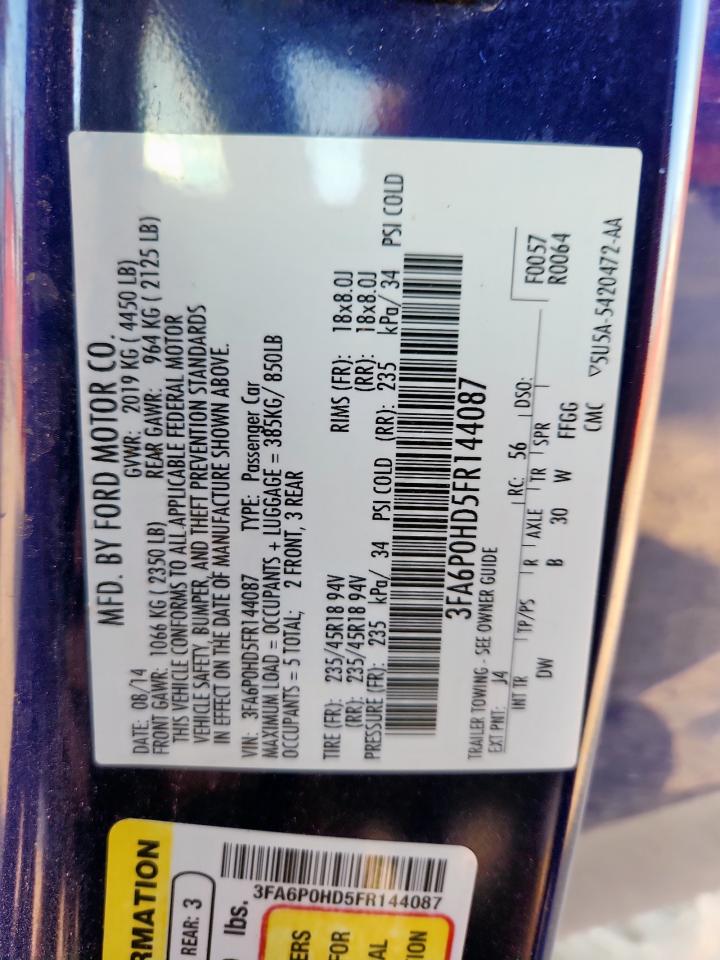 MFD. BY FORD MOTOR CO.
DATE: 08/14 GVWR: 2019 KG ( 4450 LB)
FRONT GAWR: 1066 KG ( 2350 LB) REAR GAWR: 964 KG ( 2125 LB)
THIS VEHICLE CONFORMS TO ALL APPLICABLE FEDERAL MOTOR
VEHICLE SAFETY, BUMPER, AND THEFT PREVENTION STANDARDS
IN EFFECT ON THE DATE OF MANUFACTURE SHOWN ABOVE.
VIN: 3FA6P0HD5FR144087 TYPE: Passenger Car
MAXIMUM LOAD = OCCUPANTS + LUGGAGE = 385KG/ 850LB
OCCUPANTS = 5 TOTAL; 2 FRONT, 3 REAR
TIRE (FR): 235/45R18 94V RIMS (FR): 18x8.0J
(RR): 235/45R18 94V (RR): 18x8.0J
PRESSURE (FR): 235 kPa/ 34 PSI COLD (RR): 235 kPa/ 34 PSI COLD
3FA6P0HD5FR144087
TRAILER TOWING - SEE OWNER GUIDE
EXT PNT: J4 RC: 56 DSO: F0057
INT TR TP/PS R AXLE TR SPR R0064
DW B 30 W FFGG
CMC ▽5U5A-5420472-AA
RMATION
REAR: 3
lbs.
3FA6P0HD5FR144087
ERS
FOR
AL
TION